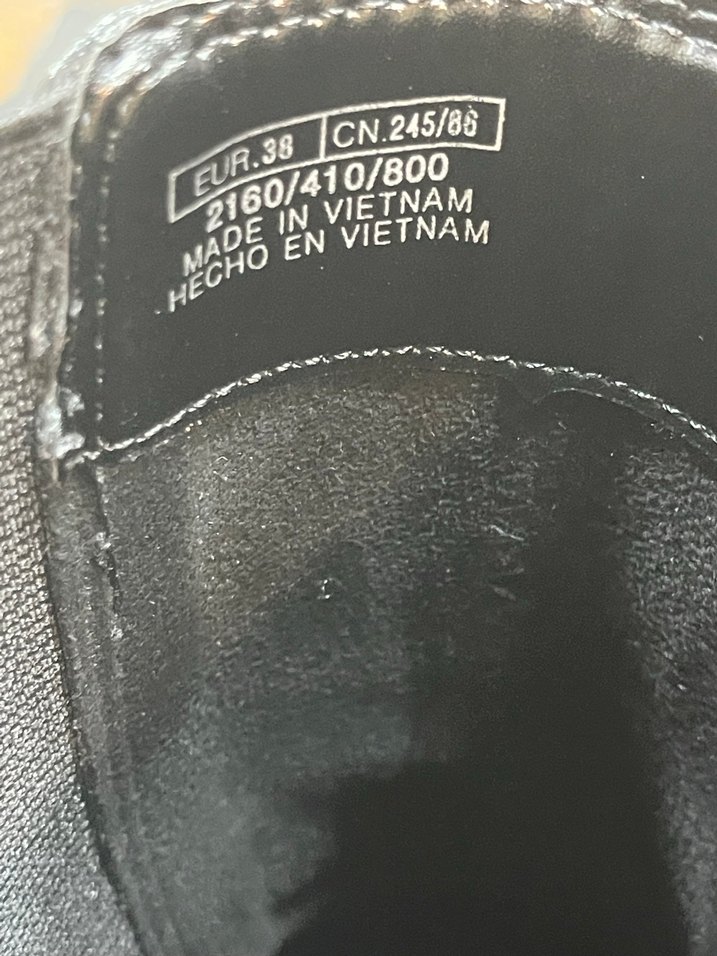 EUR.38 CN.245/86
2160/410/800
MADE IN VIETNAM
HECHO EN VIETNAM